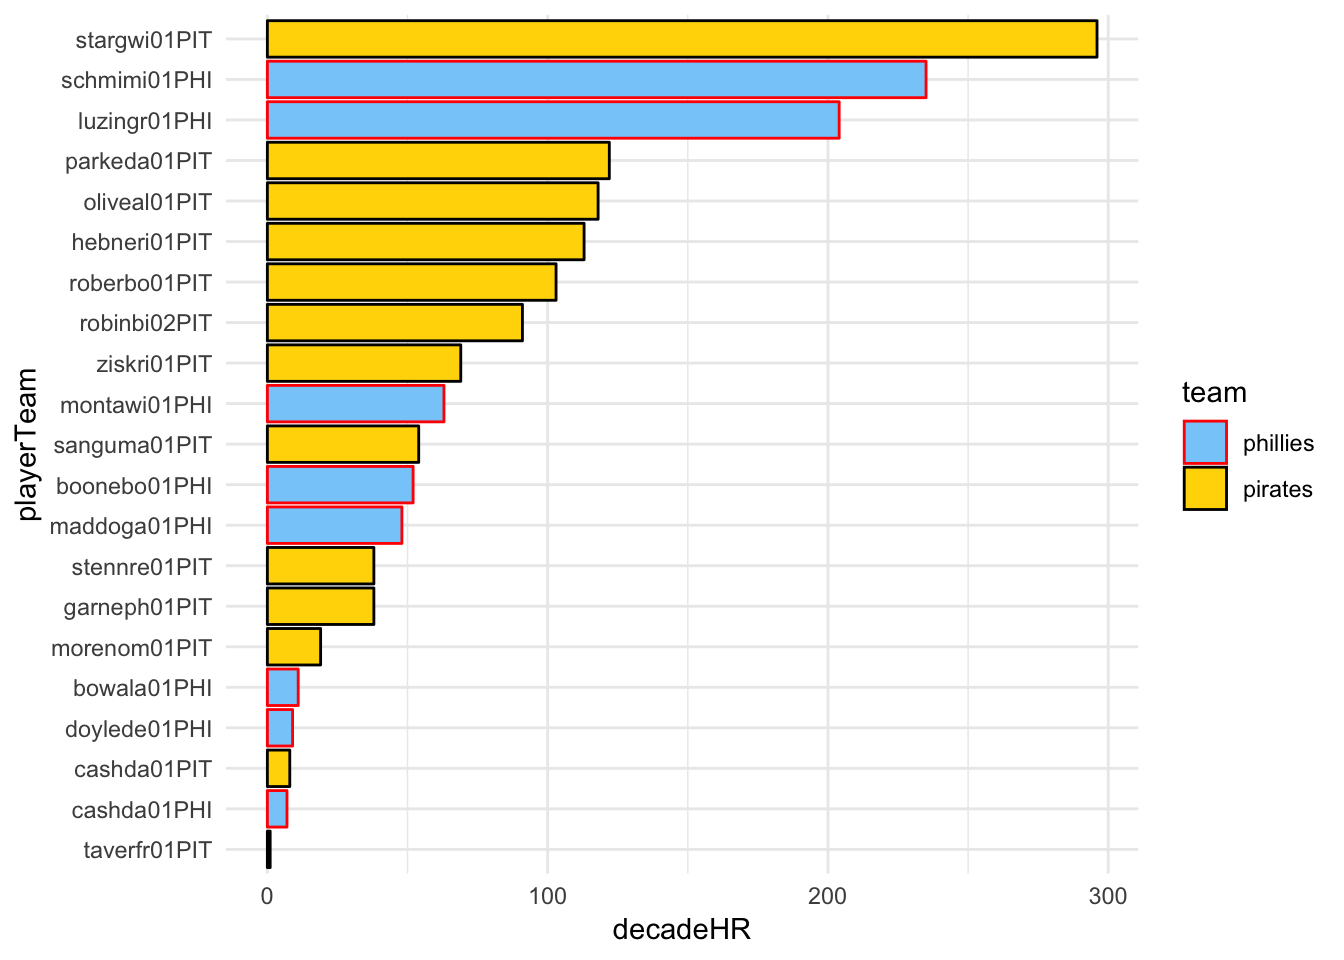 stargwi01PIT
schmimi01PHI
luzingr01PHI
parkeda01PIT
oliveal01PIT
hebneri01PIT
roberbo01PIT
robinbi02PIT
ziskri01PIT
montawi01PHI
sanguma01PIT
boonebo01PHI
maddoga01PHI
stennre01PIT
garneph01PIT
morenom01PIT
bowala01PHI
doylede01PHI
cashda01PIT
cashda01PHI
taverfr01PIT
playerTeam
0 100 200 300
decadeHR
team
phillies
pirates